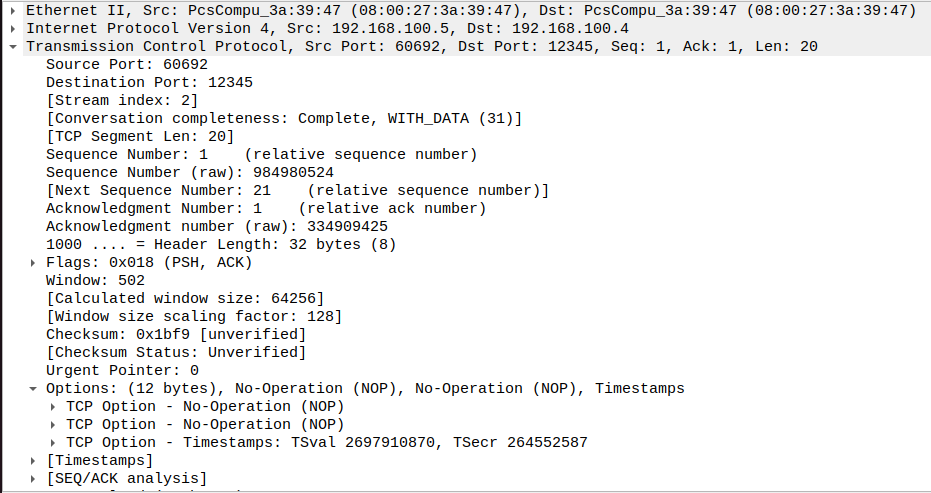 Ethernet II, Src: PcsCompu_3a:39:47 (08:00:27:3a:39:47), Dst: PcsCompu_3a:39:47 (08:00:27:3a:39:47)
Internet Protocol Version 4, Src: 192.168.100.5, Dst: 192.168.100.4
Transmission Control Protocol, Src Port: 60692, Dst Port: 12345, Seq: 1, Ack: 1, Len: 20
Source Port: 60692
Destination Port: 12345
[Stream index: 2]
[Conversation completeness: Complete, WITH_DATA (31)]
[TCP Segment Len: 20]
Sequence Number: 1    (relative sequence number)
Sequence Number (raw): 984980524
[Next Sequence Number: 21    (relative sequence number)]
Acknowledgment Number: 1    (relative ack number)
Acknowledgment number (raw): 334909425
1000 .... = Header Length: 32 bytes (8)
Flags: 0x018 (PSH, ACK)
Window: 502
[Calculated window size: 64256]
[Window size scaling factor: 128]
Checksum: 0x1bf9 [unverified]
[Checksum Status: Unverified]
Urgent Pointer: 0
Options: (12 bytes), No-Operation (NOP), No-Operation (NOP), Timestamps
TCP Option - No-Operation (NOP)
TCP Option - No-Operation (NOP)
TCP Option - Timestamps: TSval 2697910870, TSecr 264552587
[Timestamps]
[SEQ/ACK analysis]